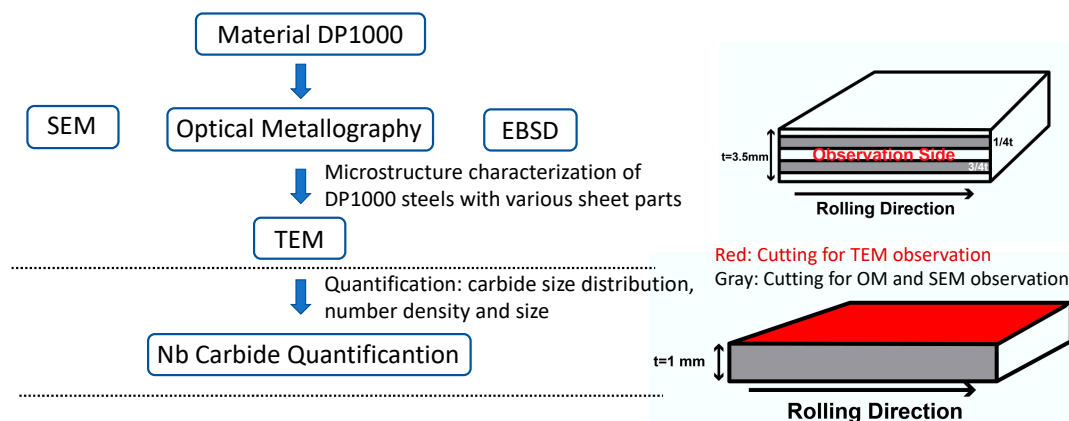 Material DP1000
SEM
Optical Metallography
EBSD
Microstructure characterization of
DP1000 steels with various sheet parts
TEM
Quantification: carbide size distribution,
number density and size
Nb Carbide Quantificantion
t=3.5mm
1/4t
Observation Side
3/4t
Rolling Direction
Red: Cutting for TEM observation
Gray: Cutting for OM and SEM observation
t=1 mm
Rolling Direction